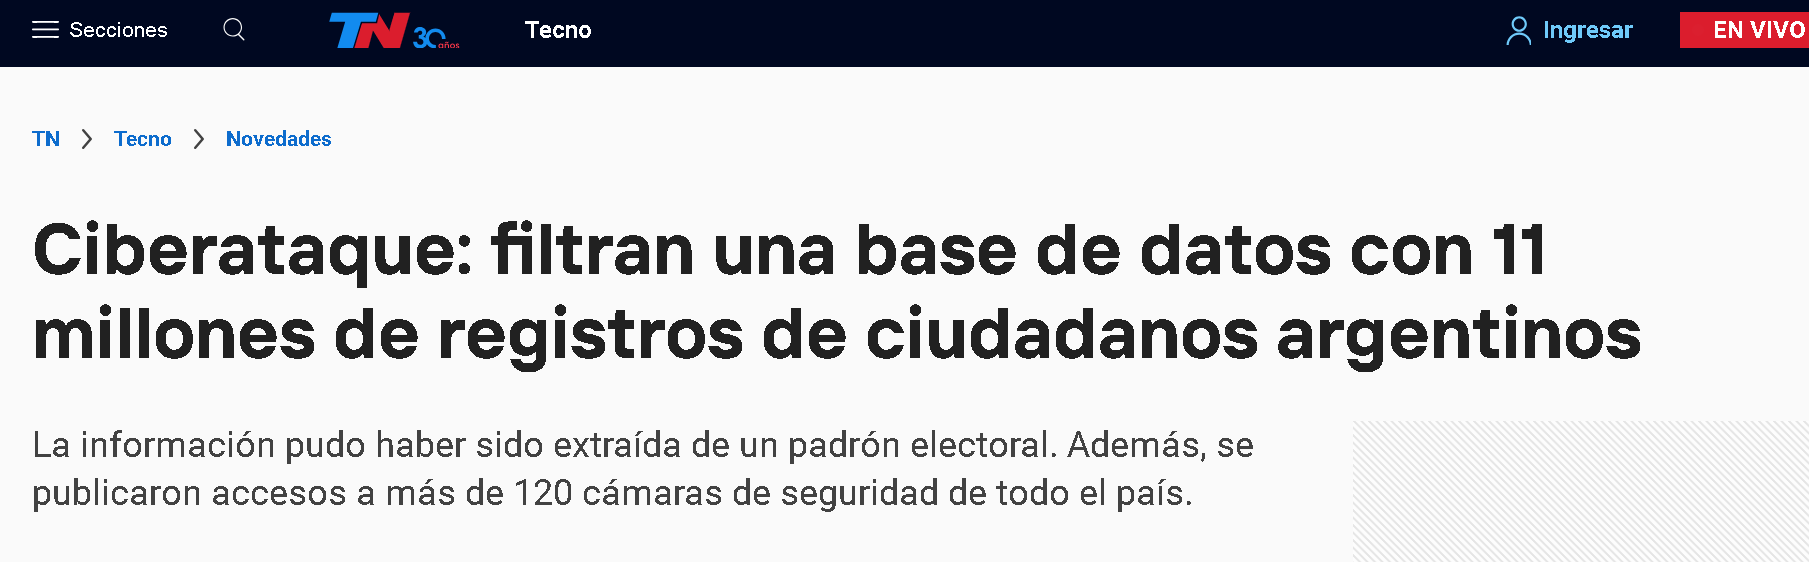 Secciones
TN 30 años
Tecno
Ingresar
EN VIVO
TN
Tecno
Novedades
Ciberataque: filtran una base de datos con 11
millones de registros de ciudadanos argentinos
La información pudo haber sido extraída de un padrón electoral. Además, se
publicaron accesos a más de 120 cámaras de seguridad de todo el país.